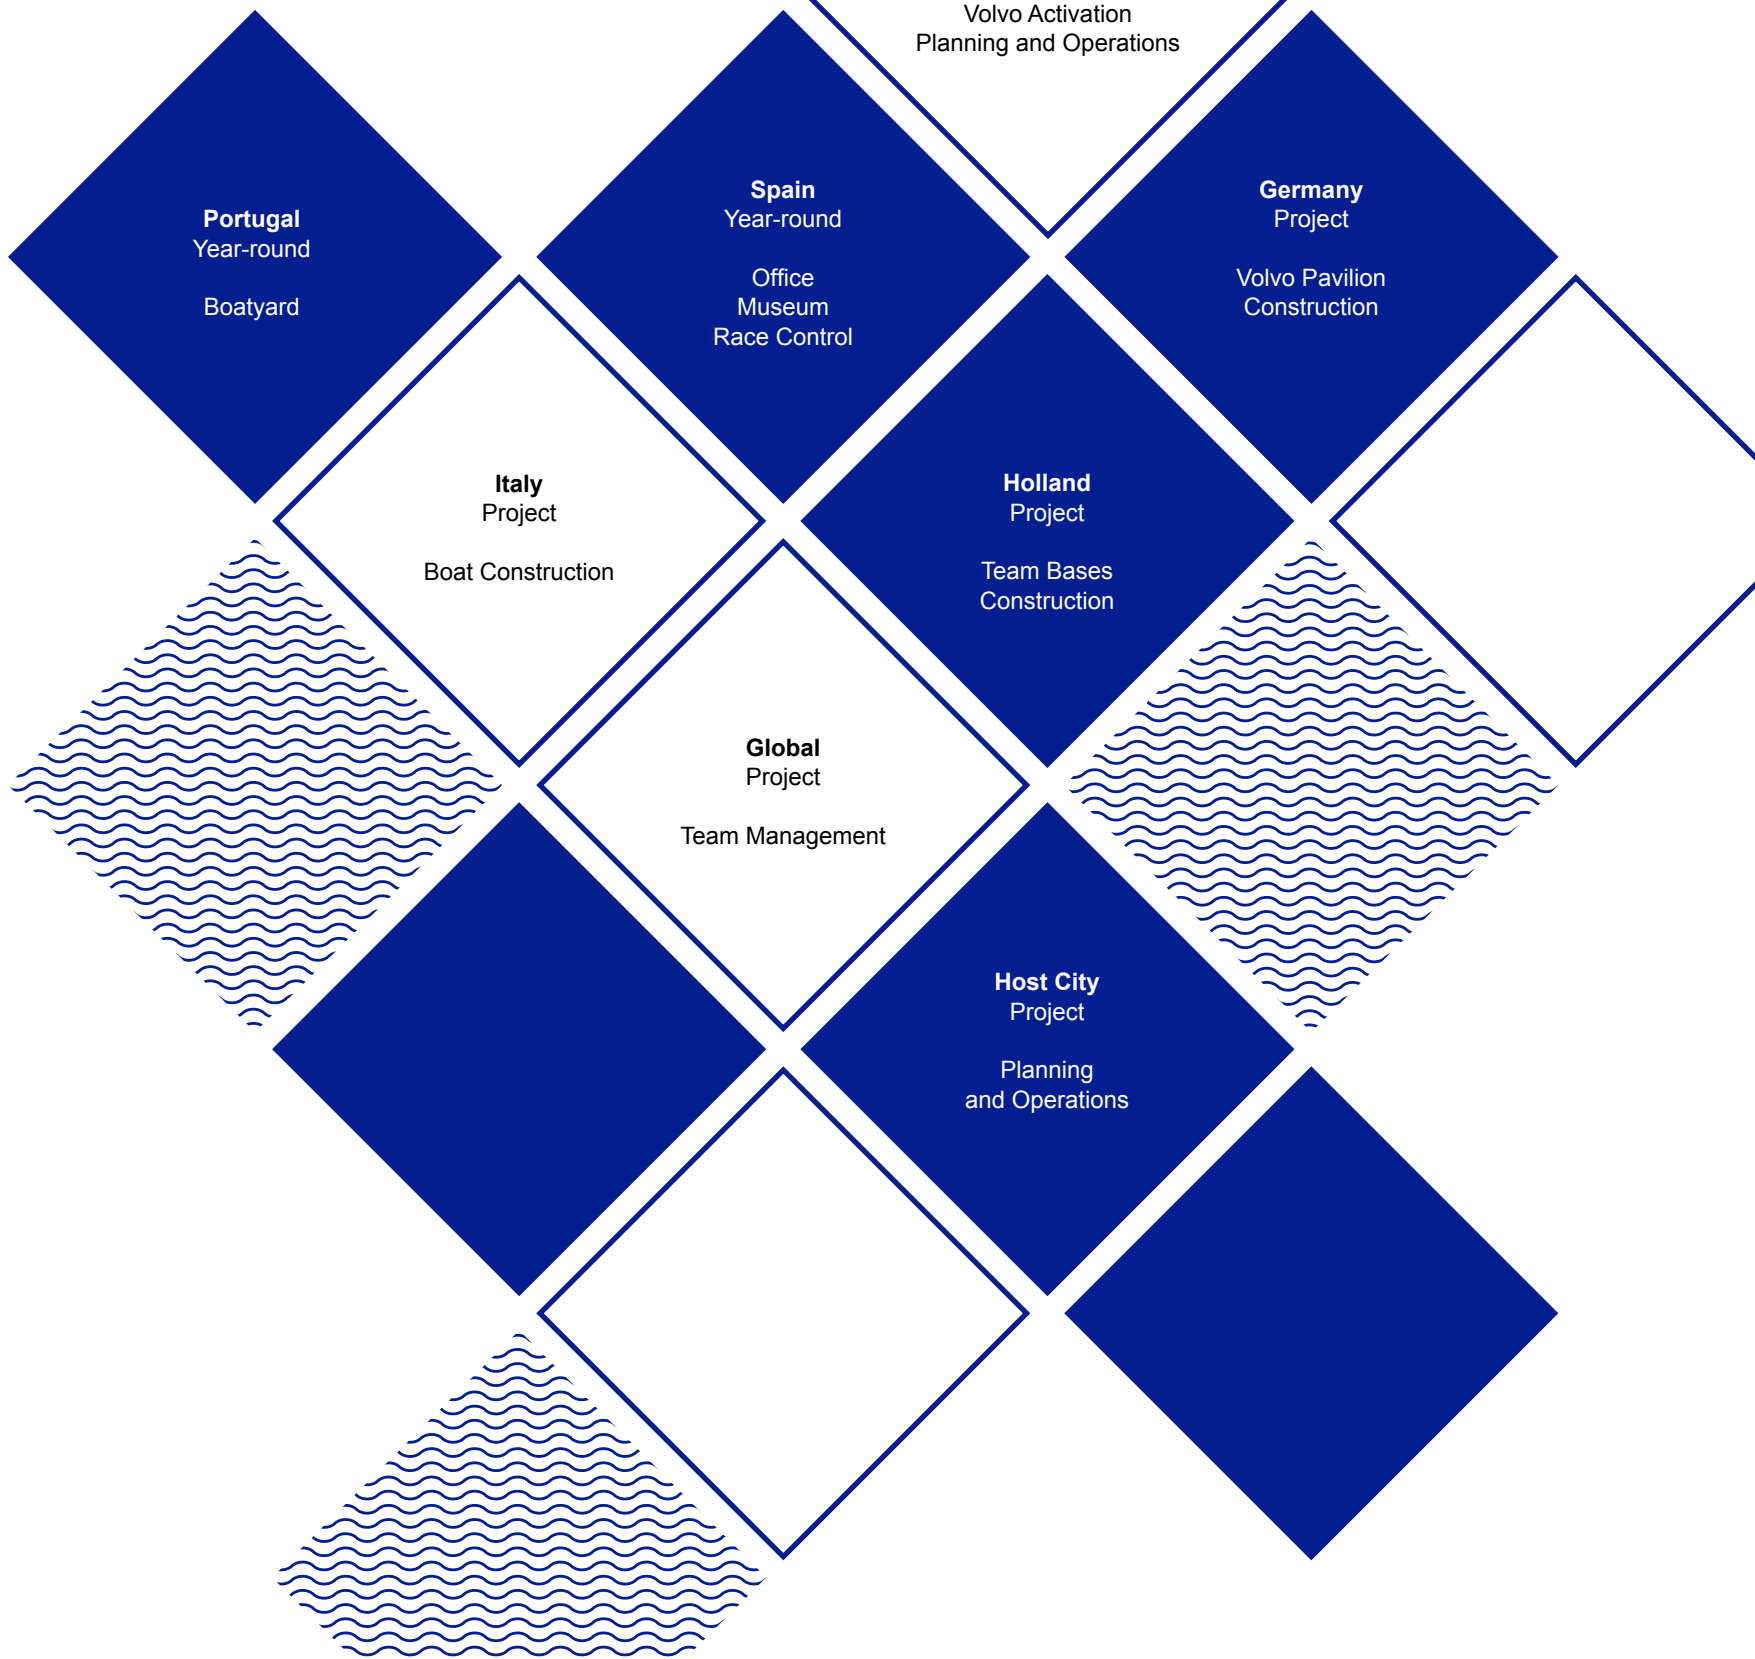 Volvo Activation
Planning and Operations
Portugal
Year-round
Boatyard
Spain
Year-round
Office
Museum
Race Control
Germany
Project
Volvo Pavilion
Construction
Italy
Project
Boat Construction
Holland
Project
Team Bases
Construction
Global
Project
Team Management
Host City
Project
Planning
and Operations